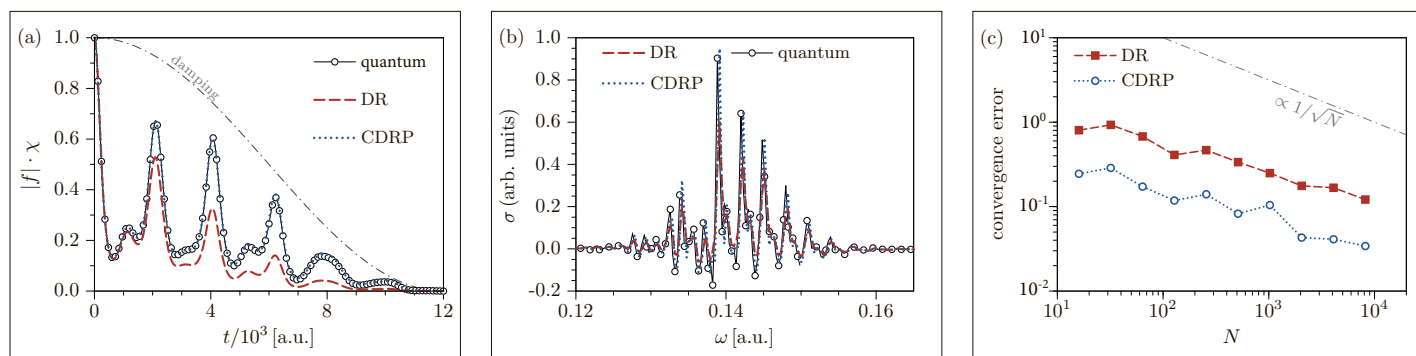 (a)
1.0
0.8
0.6
0.4
0.2
0.0
|f| · χ
damping
quantum
DR
CDRP
0 4 8 12
t/10³ [a.u.]
(b)
1.0
0.8
0.6
0.4
0.2
0.0
-0.2
σ (arb. units)
DR
CDRP
quantum
0.12 0.14 0.16
ω [a.u.]
(c)
10¹
10⁰
10⁻¹
10⁻²
convergence error
DR
CDRP
∝ 1/√N
10¹ 10² 10³ 10⁴
N